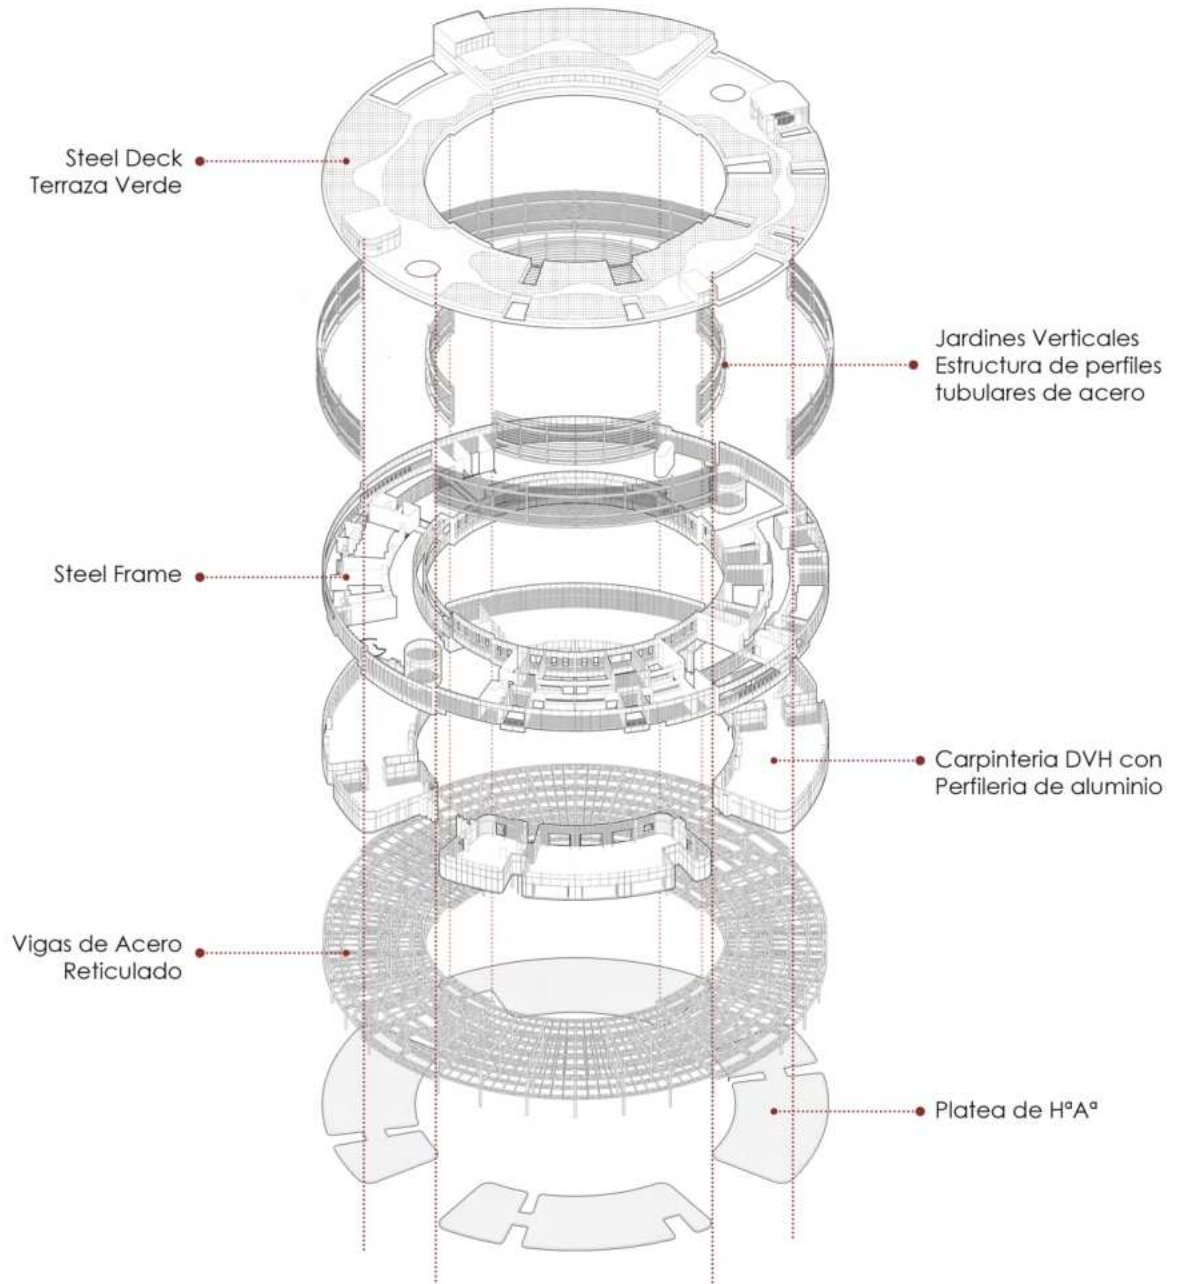 Steel Deck
Terraza Verde
Jardines Verticales
Estructura de perfiles
tubulares de acero
Steel Frame
Carpinteria DVH con
Perfileria de aluminio
Vigas de Acero
Reticulado
Platea de HªAª